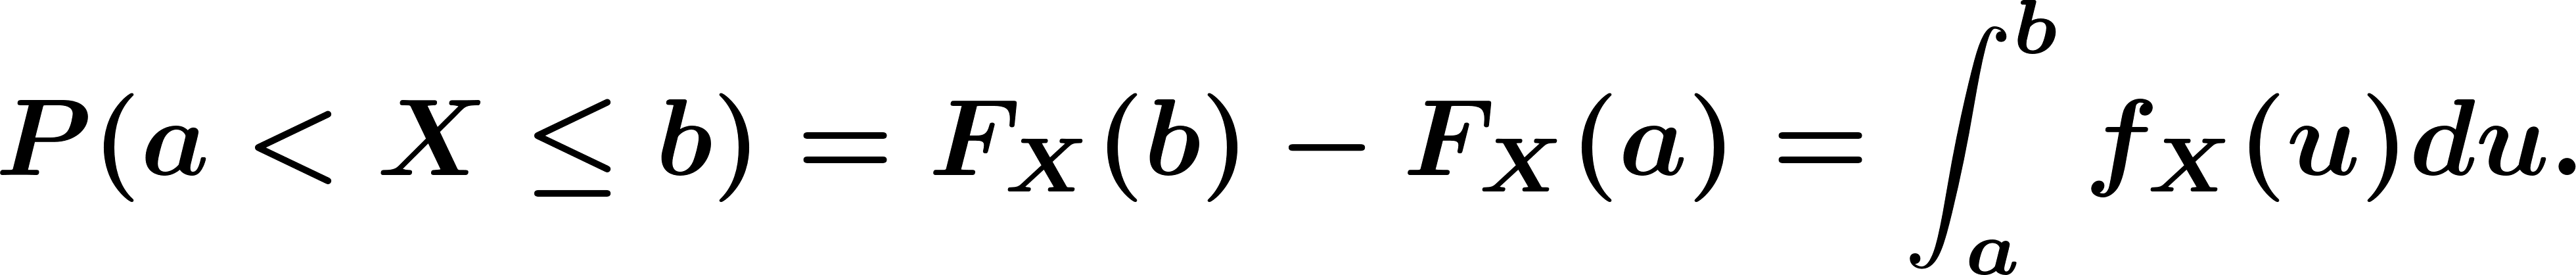 P(a < X ≤ b) = F_X(b) − F_X(a) = ∫_a^b f_X(u)du.